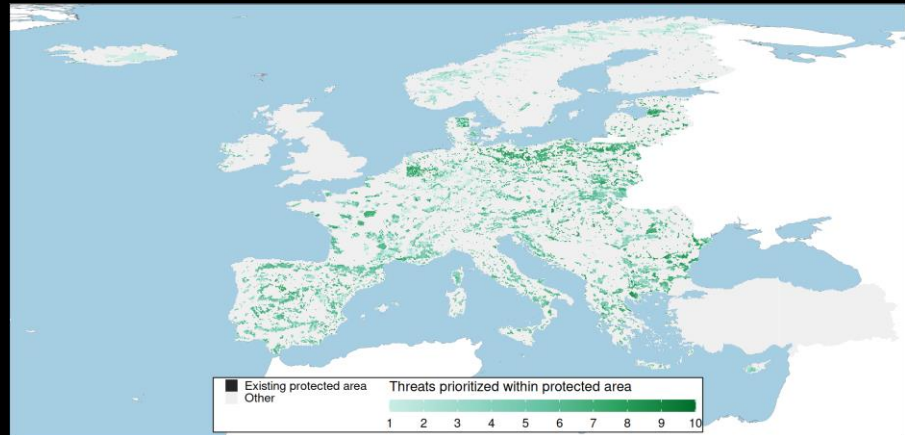 Existing protected area
Other
Threats prioritized within protected area
1 2 3 4 5 6 7 8 9 10